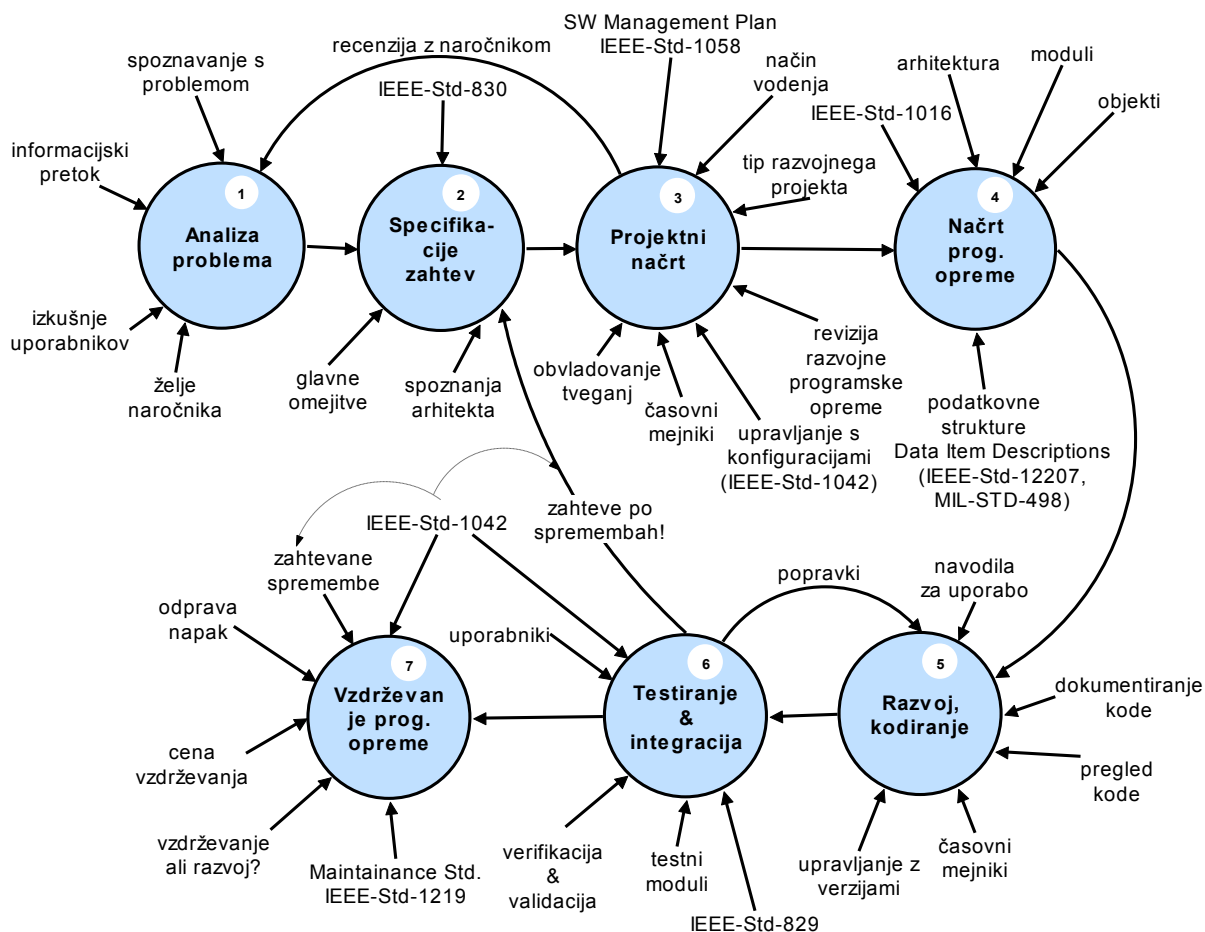 SW Management Plan
IEEE-Std-1058
recenzija z naročnikom
spoznavanje s
problemom
IEEE-Std-830
način
vodenja
arhitektura
moduli
objekti
IEEE-Std-1016
informacijski
pretok
tip razvojnega
projekta
1
Analiza
problema
2
Specifika-
cije
zahtev
3
Projektni
načrt
4
Načrt
prog.
opreme
izkušnje
uporabnikov
želje
naročnika
glavne
omejitve
spoznanja
arhitekta
obvladovanje
tveganj
časovni
mejniki
revizija
razvojne
programske
opreme
upravljanje s
konfiguracijami
(IEEE-Std-1042)
podatkovne
strukture
Data Item Descriptions
(IEEE-Std-12207,
MIL-STD-498)
IEEE-Std-1042
zahteve po
spremembah!
zahtevane
spremembe
popravki
navodila
za uporabo
odprava
napak
uporabniki
7
Vzdrževan
je prog.
opreme
6
Testiranje
&
integracija
5
Razvoj,
kodiranje
dokumentiranje
kode
cena
vzdrževanja
pregled
kode
vzdrževanje
ali razvoj?
Maintainance Std.
IEEE-Std-1219
verifikacija
&
validacija
testni
moduli
IEEE-Std-829
upravljanje z
verzijami
časovni
mejniki